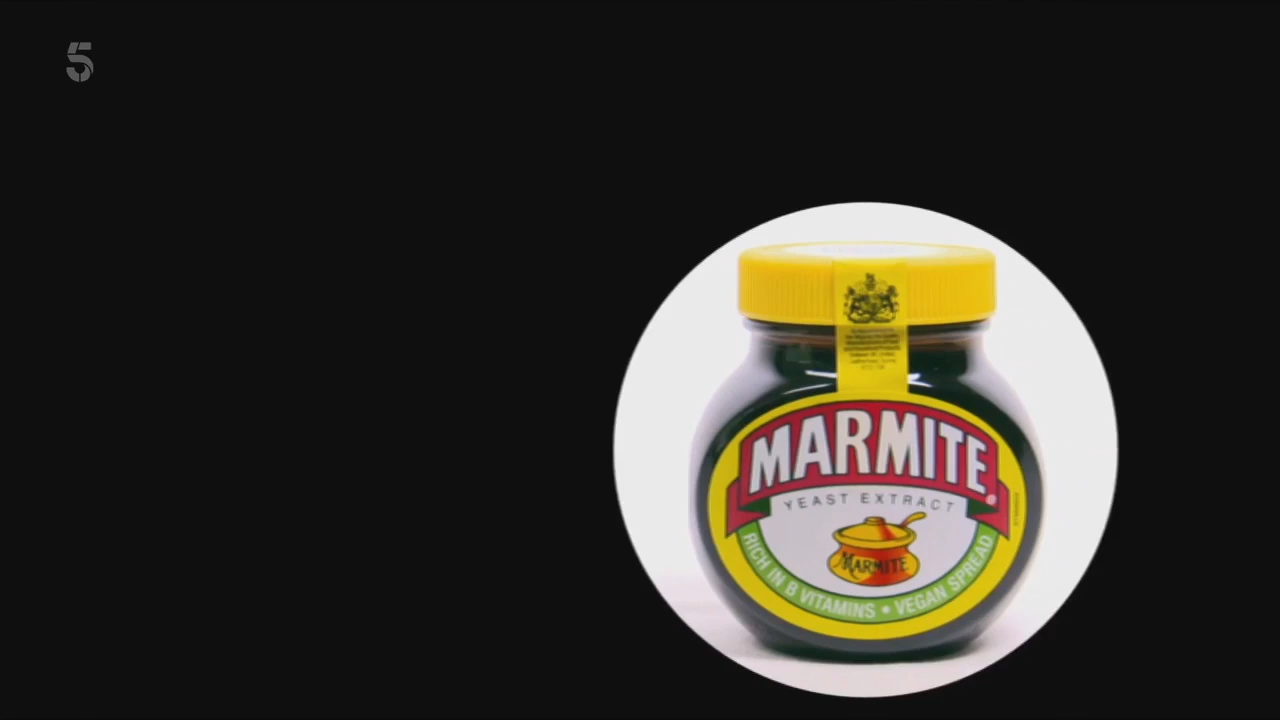 5
MARMITE
YEAST EXTRACT
MARMITE
RICH IN B VITAMINS • VEGAN SPREAD